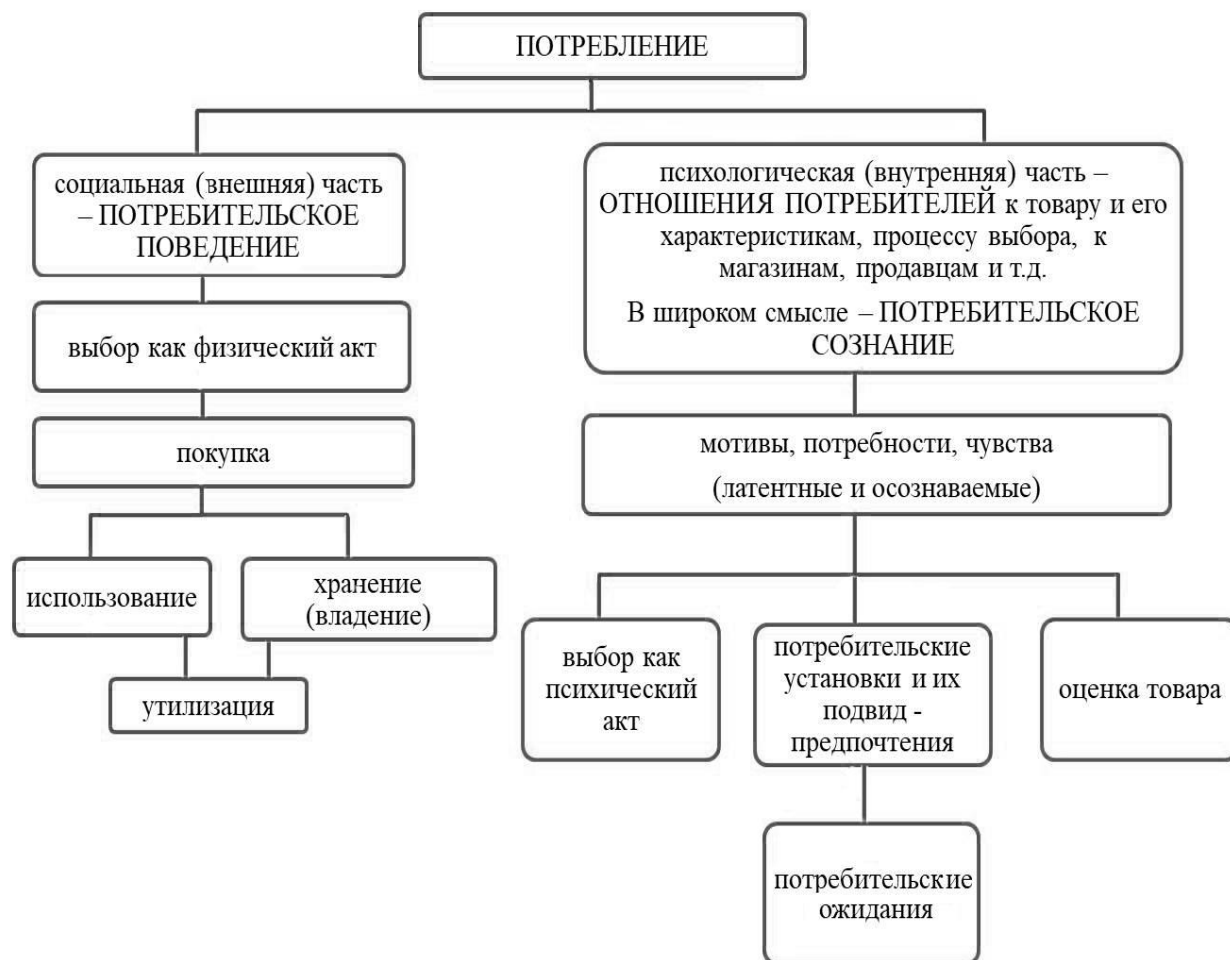 ПОТРЕБЛЕНИЕ
социальная (внешняя) часть
– ПОТРЕБИТЕЛЬСКОЕ
ПОВЕДЕНИЕ
выбор как физический акт
покупка
использование
хранение
(владение)
утилизация
психологическая (внутренняя) часть –
ОТНОШЕНИЯ ПОТРЕБИТЕЛЕЙ к товару и его
характеристикам, процессу выбора, к
магазинам, продавцам и т.д.
В широком смысле – ПОТРЕБИТЕЛЬСКОЕ
СОЗНАНИЕ
мотивы, потребности, чувства
(латентные и осознаваемые)
выбор как
психический
акт
потребительские
установки и их
подвид -
предпочтения
оценка товара
потребительские
ожидания